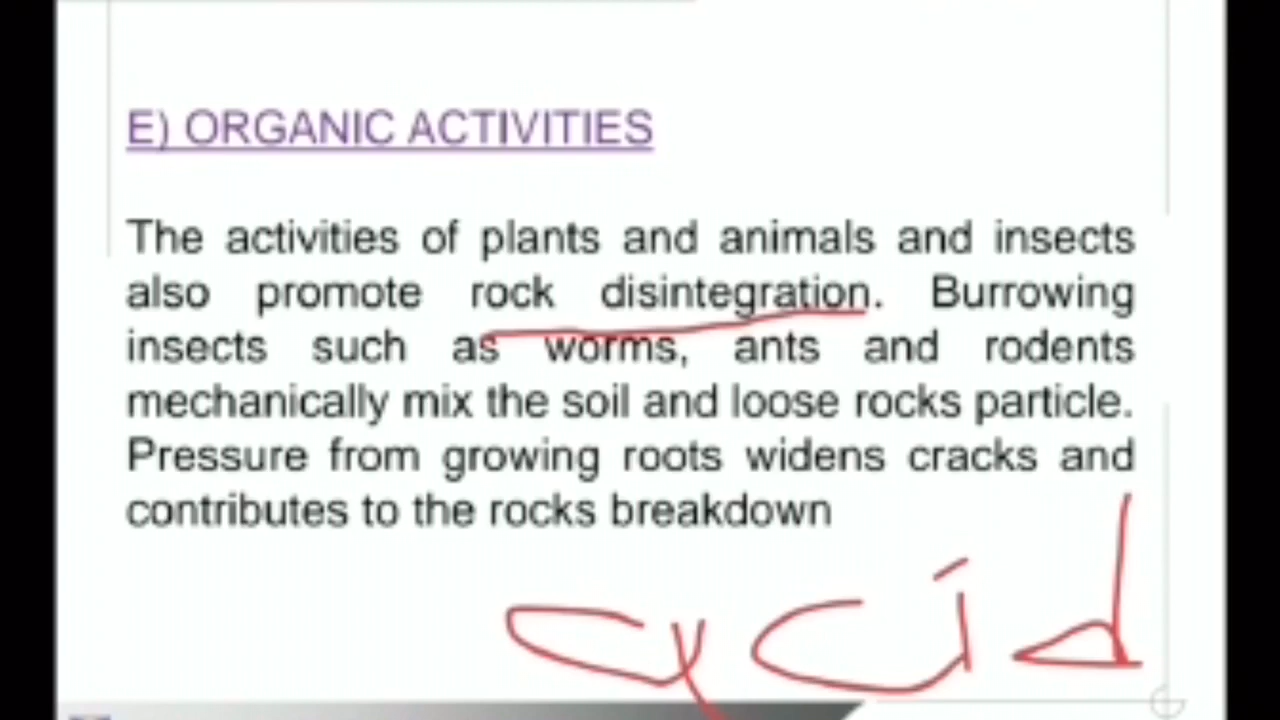 E) ORGANIC ACTIVITIES
The activities of plants and animals and insects
also promote rock disintegration. Burrowing
insects such as worms, ants and rodents
mechanically mix the soil and loose rocks particle.
Pressure from growing roots widens cracks and
contributes to the rocks breakdown
acid